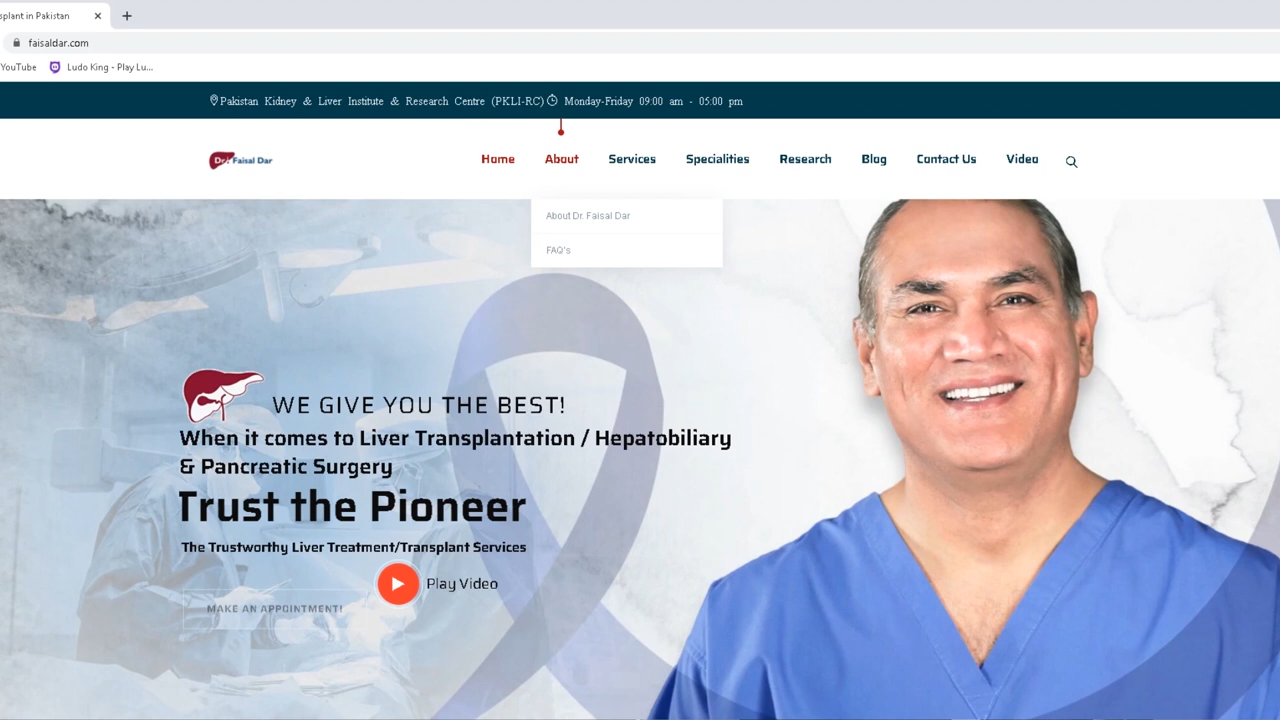 splant in Pakistan
faisaldar.com
YouTube Ludo King - Play Lu...
Pakistan Kidney & Liver Institute & Research Centre (PKLI-RC) Monday-Friday 09:00 am - 05:00 pm
Dr. Faisal Dar Home About Services Specialities Research Blog Contact Us Video
About Dr. Faisal Dar
FAQ's
WE GIVE YOU THE BEST!
When it comes to Liver Transplantation / Hepatobiliary
& Pancreatic Surgery
Trust the Pioneer
The Trustworthy Liver Treatment/Transplant Services
Play Video
MAKE AN APPOINTMENT!